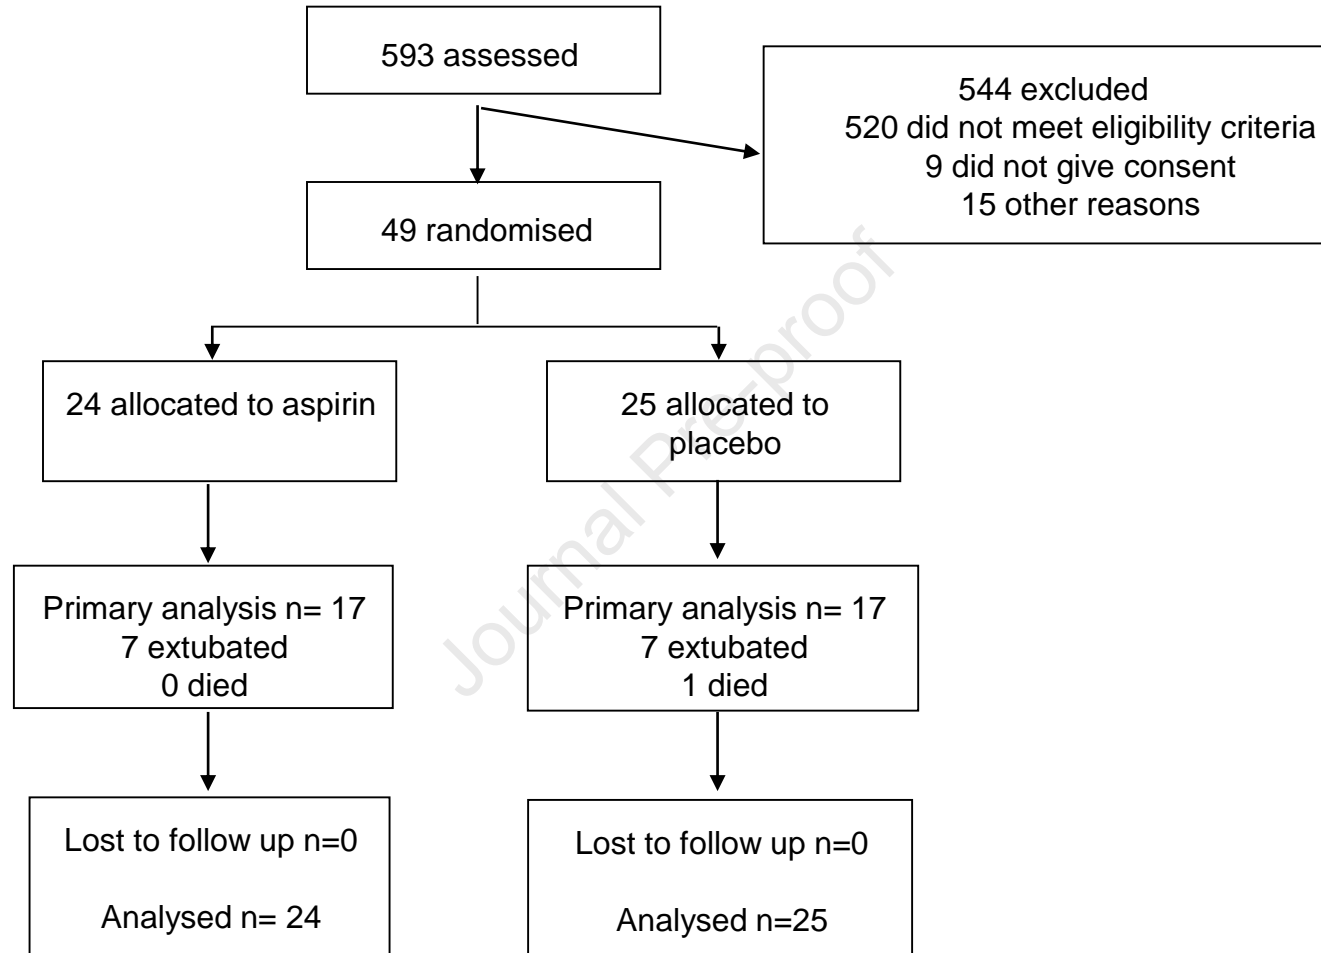 593 assessed
544 excluded
520 did not meet eligibility criteria
9 did not give consent
15 other reasons
49 randomised
24 allocated to aspirin
25 allocated to
placebo
Primary analysis n= 17
7 extubated
0 died
Primary analysis n= 17
7 extubated
1 died
Lost to follow up n=0
Analysed n= 24
Lost to follow up n=0
Analysed n=25
Journal Pre-proof